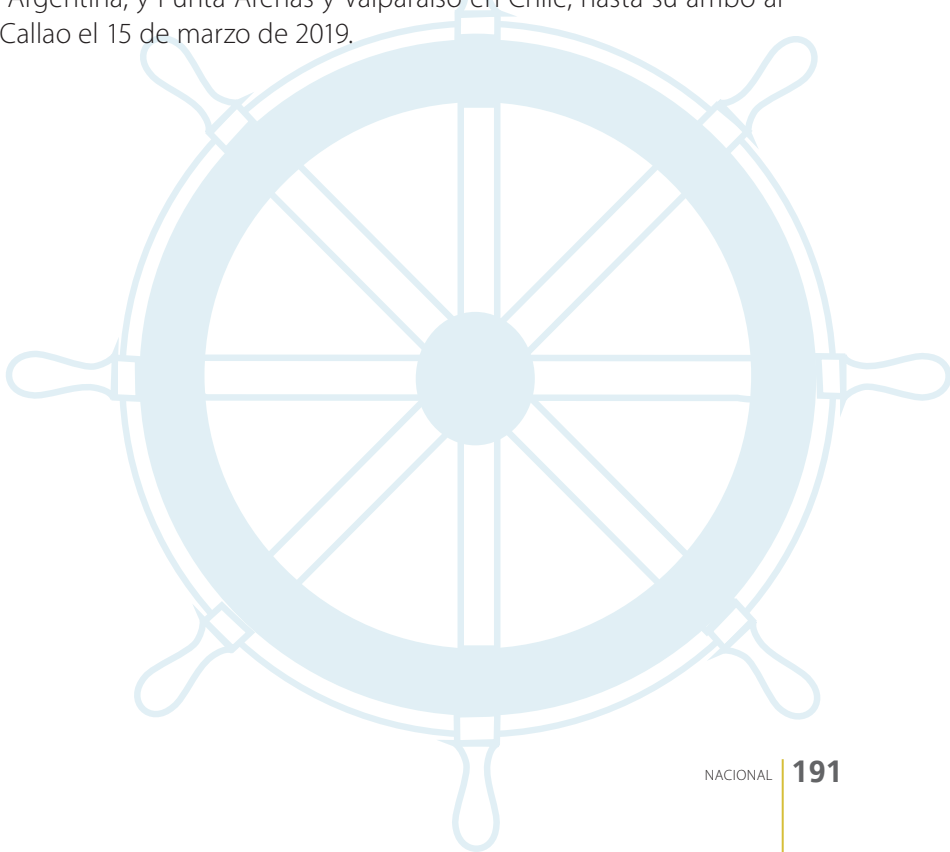 Argentina, y Punta Arenas y Valparaíso en Chile, hasta su arribo al
Callao el 15 de marzo de 2019.
NACIONAL 191